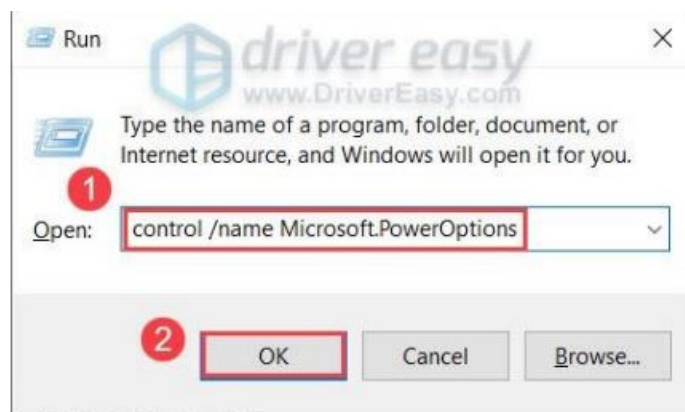 Run
driver easy
www.DriverEasy.com
Type the name of a program, folder, document, or
Internet resource, and Windows will open it for you.
1
Open: control /name Microsoft.PowerOptions
2
OK Cancel Browse...